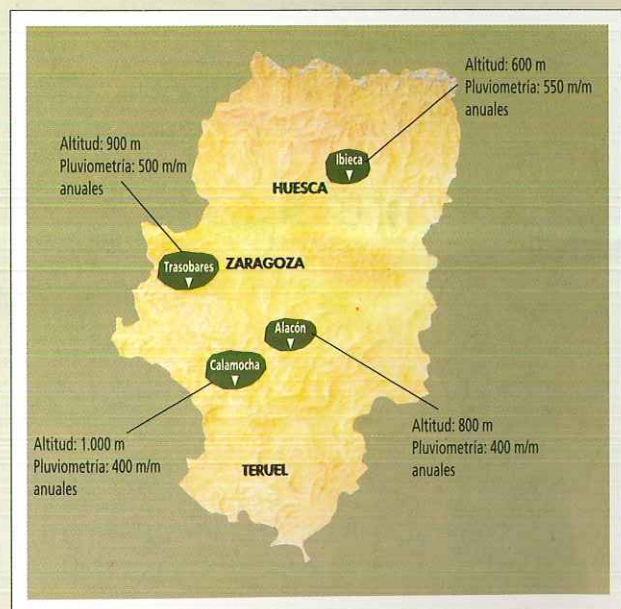 Altitud: 600 m
Pluviometría: 550 m/m
anuales
Altitud: 900 m
Pluviometría: 500 m/m
anuales
Ibieca
HUESCA
Trasobares
ZARAGOZA
Alacón
Calamocha
Altitud: 1.000 m
Pluviometría: 400 m/m
anuales
Altitud: 800 m
Pluviometría: 400 m/m
anuales
TERUEL